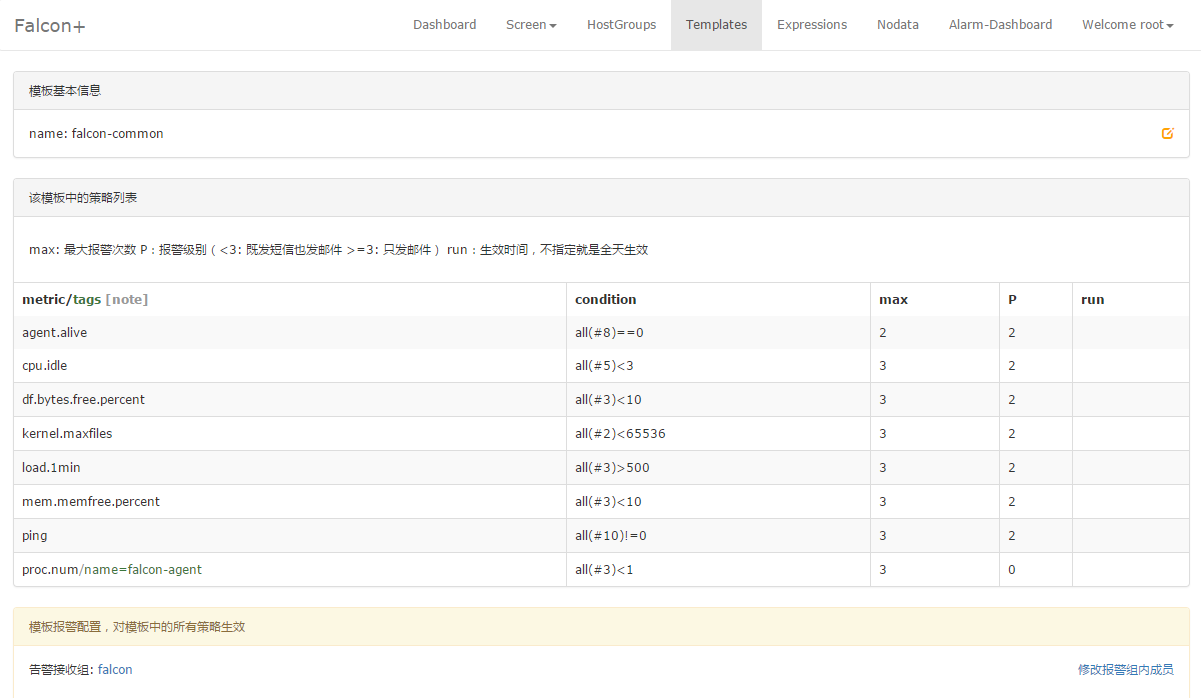 Falcon+ Dashboard Screen HostGroups Templates Expressions Nodata Alarm-Dashboard Welcome root
模板基本信息
name: falcon-common
该模板中的策略列表
max: 最大报警次数 P：报警级别（<3: 既发短信也发邮件 >=3: 只发邮件） run：生效时间，不指定就是全天生效
metric/tags [note] condition max P run
agent.alive all(#8)==0 2 2
cpu.idle all(#5)<3 3 2
df.bytes.free.percent all(#3)<10 3 2
kernel.maxfiles all(#2)<65536 3 2
load.1min all(#3)>500 3 2
mem.memfree.percent all(#3)<10 3 2
ping all(#10)!=0 3 2
proc.num/name=falcon-agent all(#3)<1 3 0
模板报警配置，对模板中的所有策略生效
告警接收组: falcon 修改报警组内成员